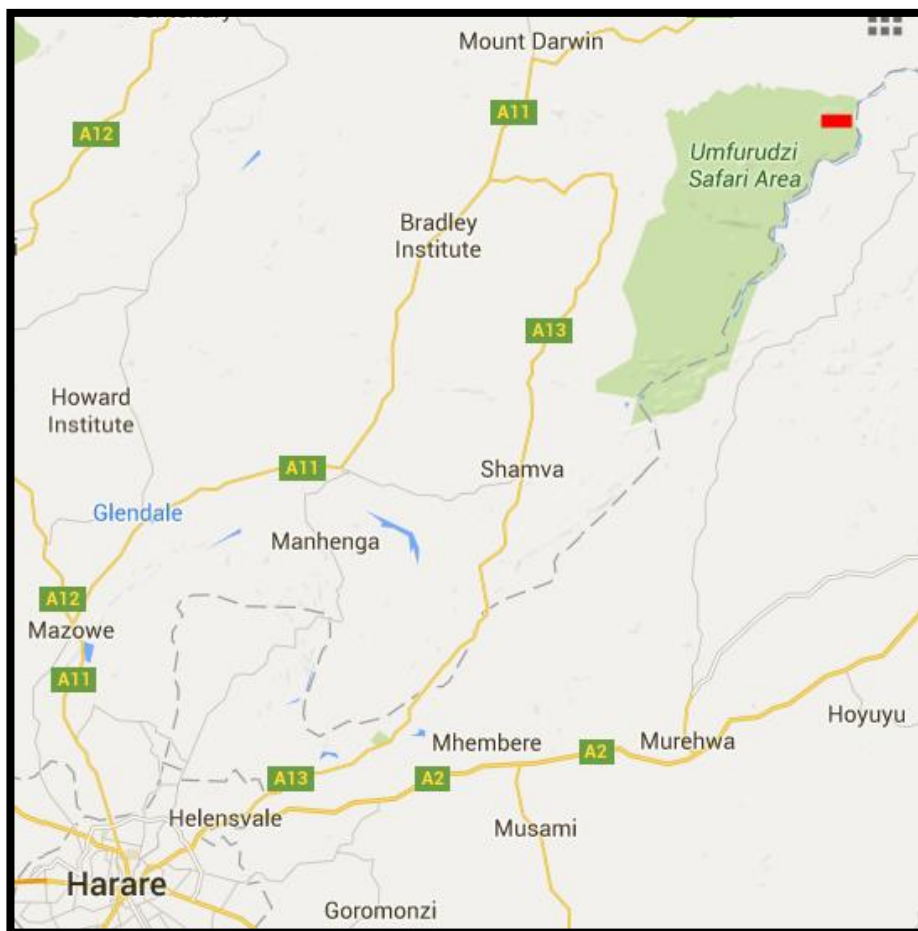 Mount Darwin
A11
A12
Umfurudzi
Safari Area
Bradley
Institute
A13
Howard
Institute
A11
Shamva
Glendale
Manhenga
A12
Mazowe
A11
Hoyuyu
Mhembere
Murehwa
A2
A13
A2
Helensvale
Musami
Harare
Goromonzi